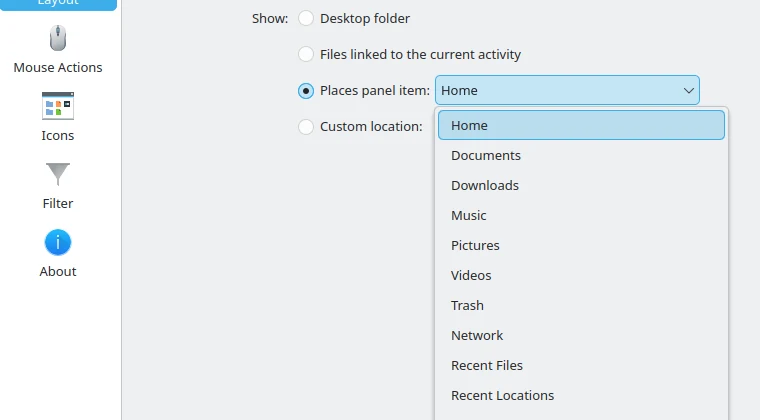 Layout
Mouse Actions
Icons
Filter
About
Show:
Desktop folder
Files linked to the current activity
Places panel item:
Home
Custom location:
Home
Documents
Downloads
Music
Pictures
Videos
Trash
Network
Recent Files
Recent Locations